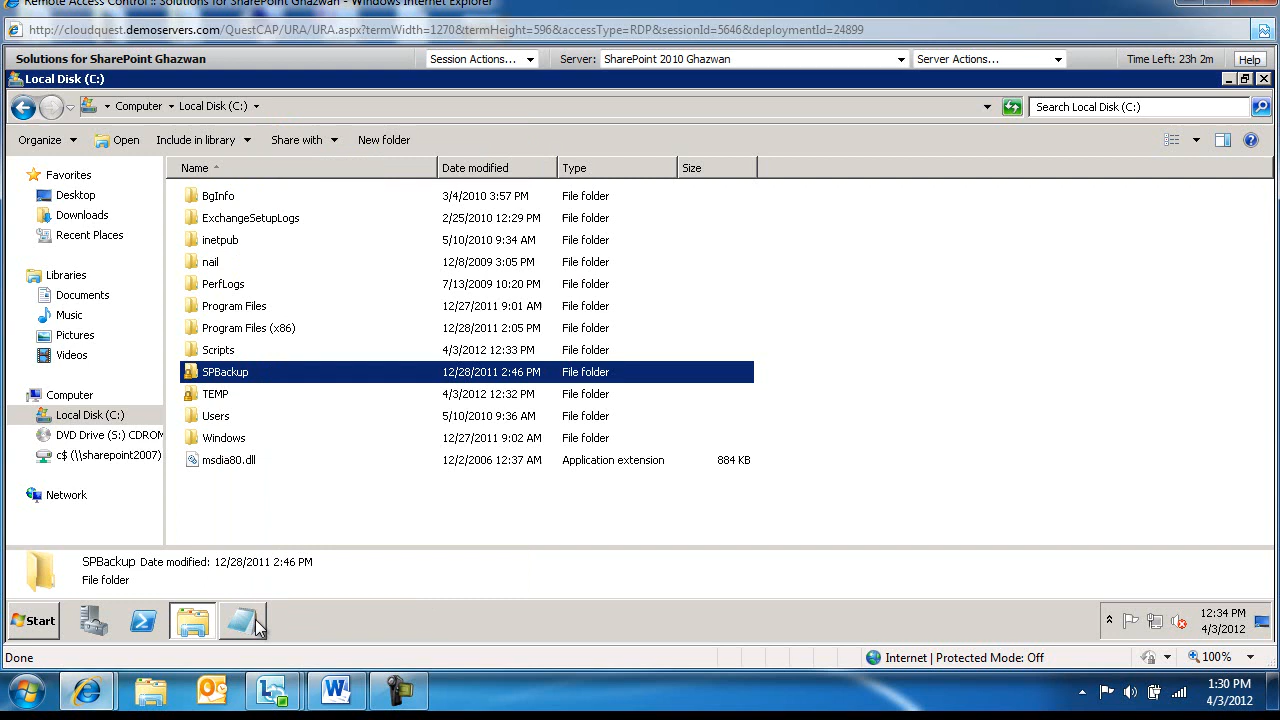 Remote Access Control :: Solutions for SharePoint Ghazwan - Windows Internet Explorer
http://cloudquest.demoservers.com/QuestCAP/URA/URA.aspx?termWidth=1270&termHeight=596&accessType=RDP&sessionId=5646&deploymentId=24899
Solutions for SharePoint Ghazwan Session Actions... Server: SharePoint 2010 Ghazwan Server Actions... Time Left: 23h 2m Help
Local Disk (C:)
Computer Local Disk (C:) Search Local Disk (C:)
Organize Open Include in library Share with New folder
Name Date modified Type Size
Favorites
Desktop
Downloads
Recent Places
Libraries
Documents
Music
Pictures
Videos
Computer
Local Disk (C:)
DVD Drive (S:) CDROM
c$ (\\sharepoint2007)
Network
BgInfo 3/4/2010 3:57 PM File folder
ExchangeSetupLogs 2/25/2010 12:29 PM File folder
inetpub 5/10/2010 9:34 AM File folder
nail 12/8/2009 3:05 PM File folder
PerfLogs 7/13/2009 10:20 PM File folder
Program Files 12/27/2011 9:01 AM File folder
Program Files (x86) 12/28/2011 2:05 PM File folder
Scripts 4/3/2012 12:33 PM File folder
SPBackup 12/28/2011 2:46 PM File folder
TEMP 4/3/2012 12:32 PM File folder
Users 5/10/2010 9:36 AM File folder
Windows 12/27/2011 9:02 AM File folder
msdia80.dll 12/2/2006 12:37 AM Application extension 884 KB
SPBackup Date modified: 12/28/2011 2:46 PM
File folder
Start
12:34 PM
4/3/2012
Done Internet | Protected Mode: Off 100%
1:30 PM
4/3/2012